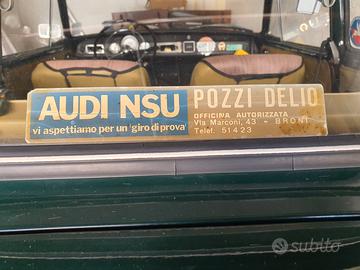 AUDI NSU
vi aspettiamo per un 'giro di prova'
POZZI DELIO
OFFICINA AUTORIZZATA
Via Marconi, 43 - BRONI
Telef. 51423
subito